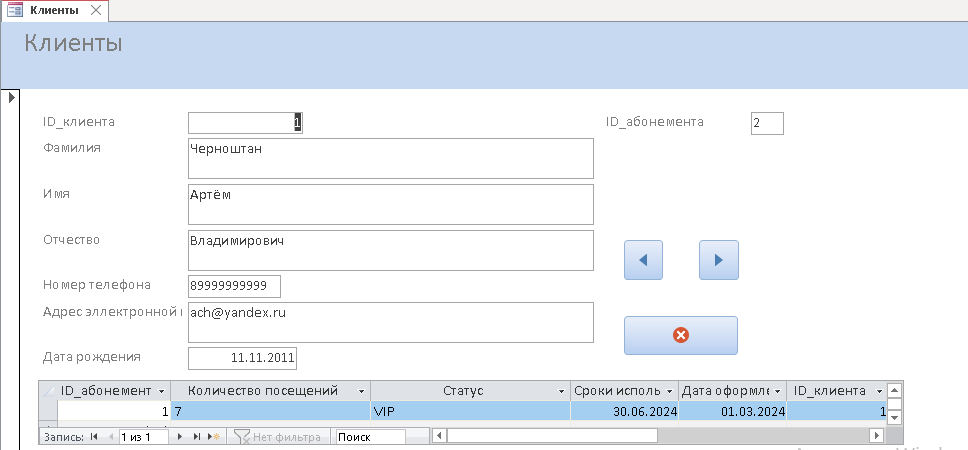 Клиенты
Клиенты
ID_клиента 1 ID_абонемента 2
Фамилия Черноштан
Имя Артём
Отчество Владимирович
Номер телефона 89999999999
Адрес эллектронной ach@yandex.ru
Дата рождения 11.11.2011
ID_абонемент Количество посещений Статус Сроки исполь Дата оформле ID_клиента
1 7 VIP 30.06.2024 01.03.2024 1
Запись: 1 из 1 Нет фильтра Поиск